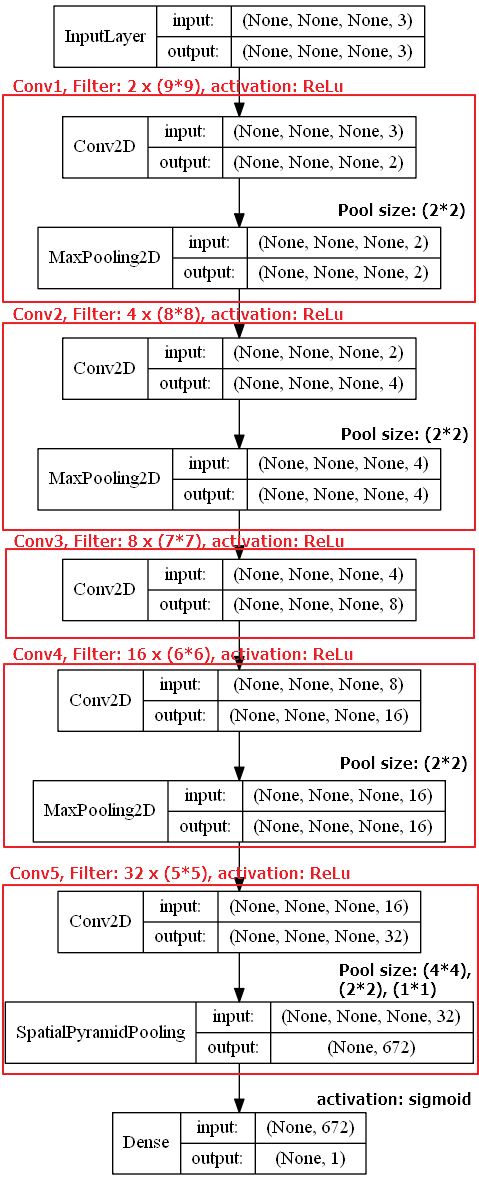 InputLayer
input: (None, None, None, 3)
output: (None, None, None, 3)
Conv1, Filter: 2 x (9*9), activation: ReLu
Conv2D
input: (None, None, None, 3)
output: (None, None, None, 2)
Pool size: (2*2)
MaxPooling2D
input: (None, None, None, 2)
output: (None, None, None, 2)
Conv2, Filter: 4 x (8*8), activation: ReLu
Conv2D
input: (None, None, None, 2)
output: (None, None, None, 4)
Pool size: (2*2)
MaxPooling2D
input: (None, None, None, 4)
output: (None, None, None, 4)
Conv3, Filter: 8 x (7*7), activation: ReLu
Conv2D
input: (None, None, None, 4)
output: (None, None, None, 8)
Conv4, Filter: 16 x (6*6), activation: ReLu
Conv2D
input: (None, None, None, 8)
output: (None, None, None, 16)
Pool size: (2*2)
MaxPooling2D
input: (None, None, None, 16)
output: (None, None, None, 16)
Conv5, Filter: 32 x (5*5), activation: ReLu
Conv2D
input: (None, None, None, 16)
output: (None, None, None, 32)
Pool size: (4*4),
(2*2), (1*1)
SpatialPyramidPooling
input: (None, None, None, 32)
output: (None, 672)
activation: sigmoid
Dense
input: (None, 672)
output: (None, 1)